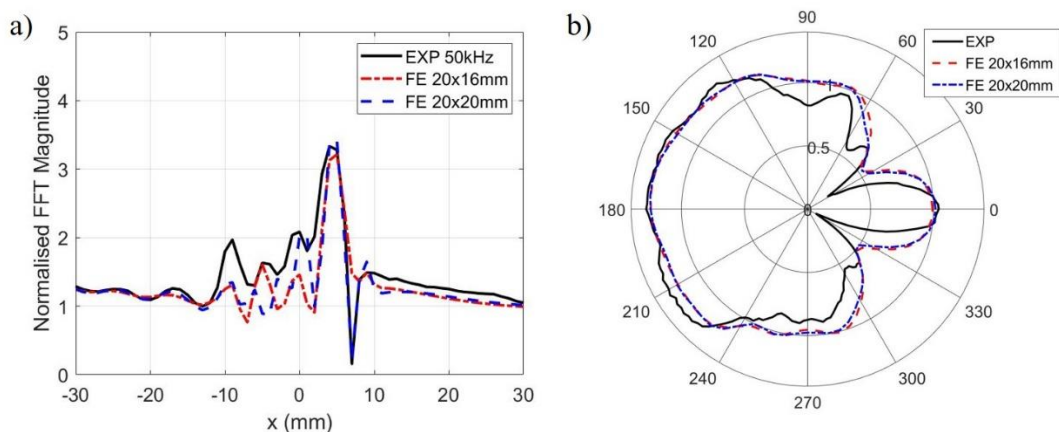 a)
Normalised FFT Magnitude
5
4
3
2
1
0
-30
-20
-10
0
10
20
30
x (mm)
EXP 50kHz
FE 20x16mm
FE 20x20mm
b)
90
60
30
0
330
300
270
240
210
180
150
120
1
0.5
0
EXP
FE 20x16mm
FE 20x20mm